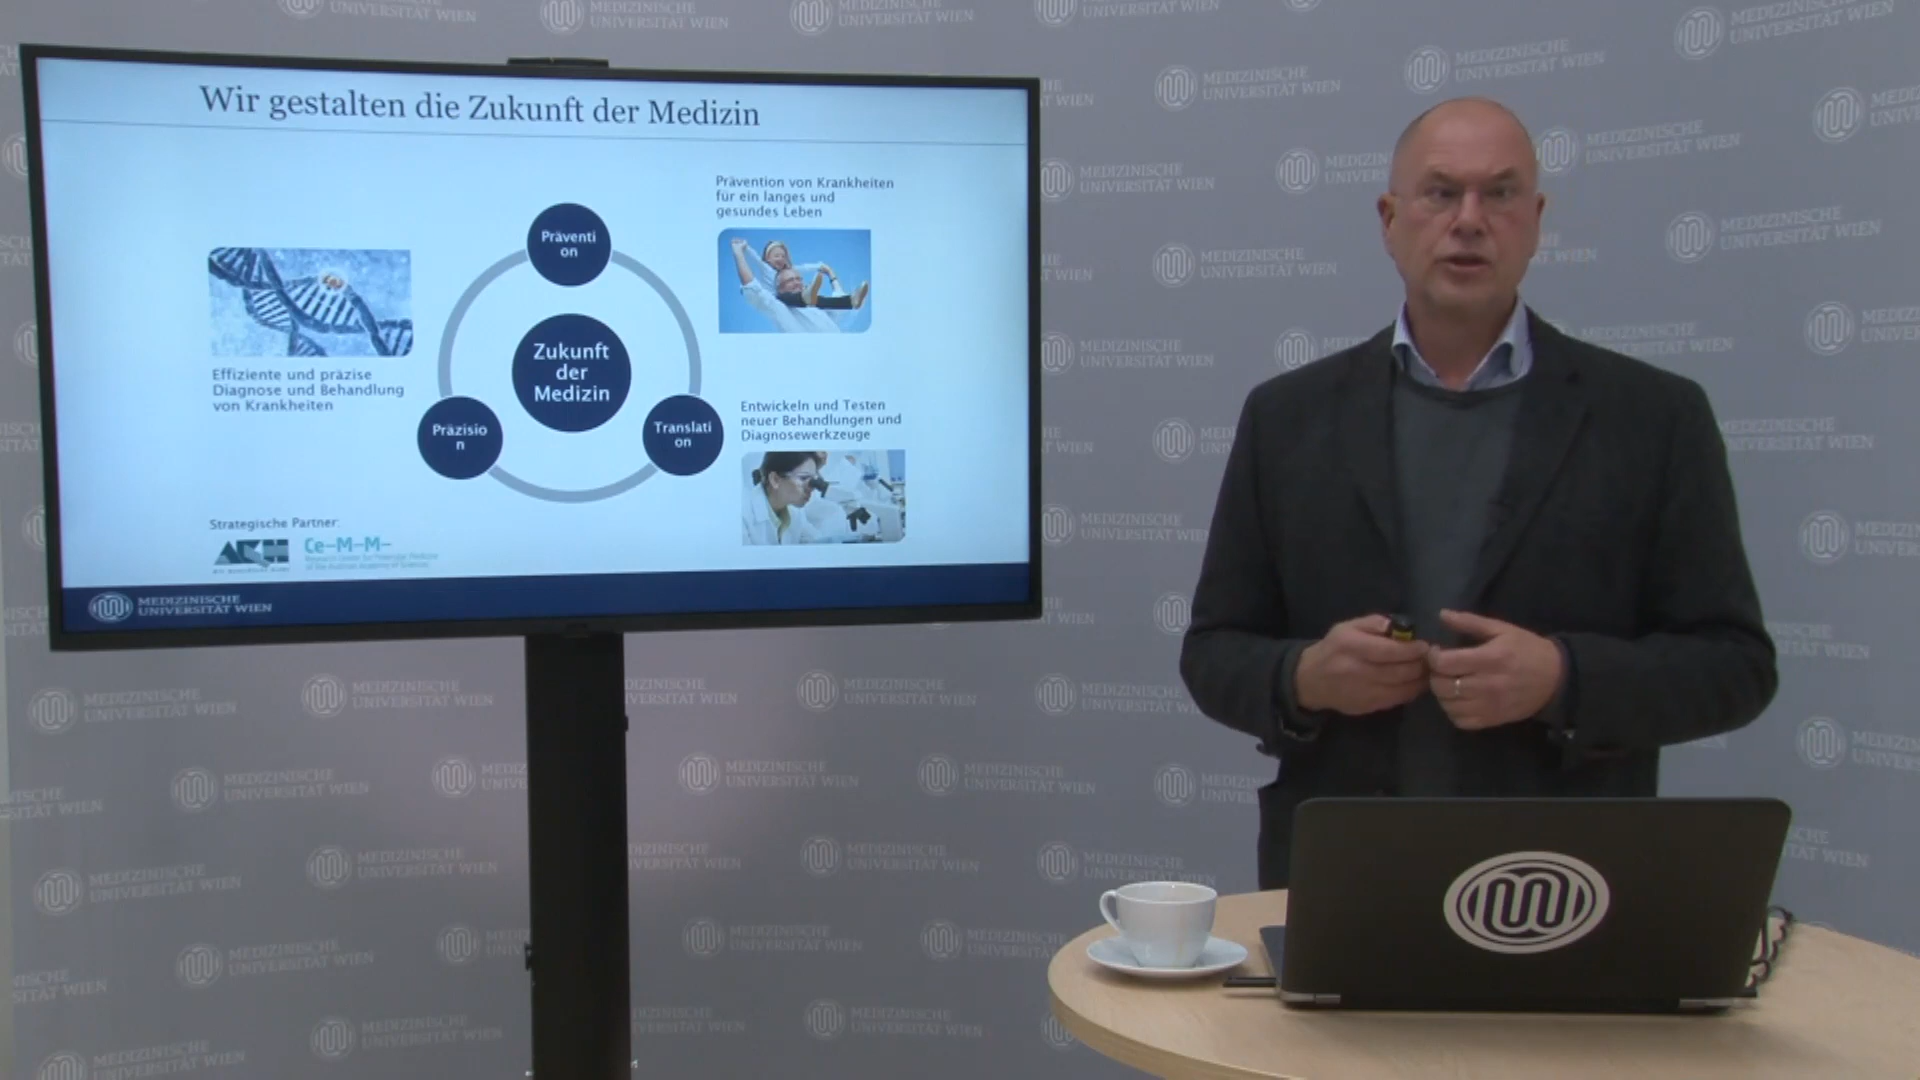 Wir gestalten die Zukunft der Medizin
Prävention von Krankheiten
für ein langes und
gesundes Leben
Präventi
on
Zukunft
der
Medizin
Effiziente und präzise
Diagnose und Behandlung
von Krankheiten
Präzisio
n
Translati
on
Entwickeln und Testen
neuer Behandlungen und
Diagnosewerkzeuge
Strategische Partner:
AKH
Ce-M-M-
MEDIZINISCHE
UNIVERSITÄT WIEN
MEDIZINISCHE
UNIVERSITÄT WIEN